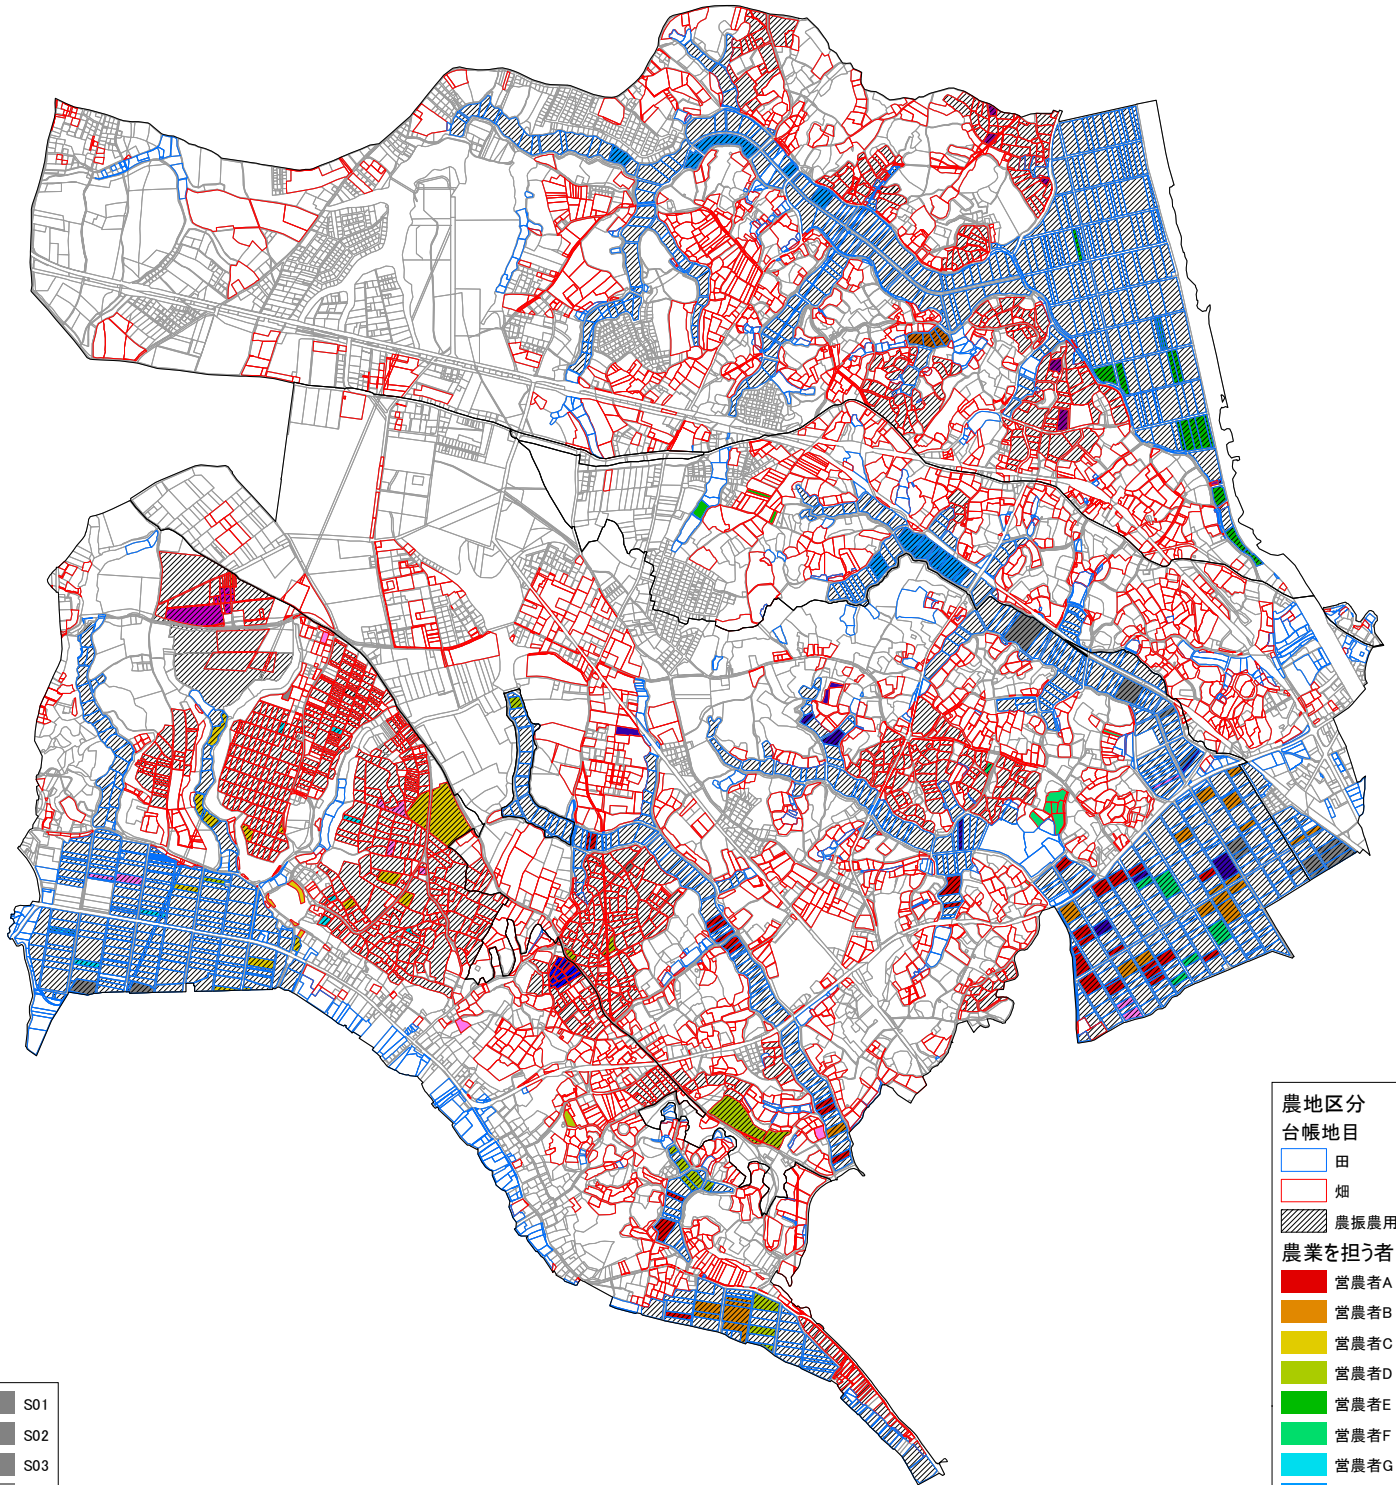 農地区分
台帳地目
田
畑
農振農用
農業を担う者
営農者A
営農者B
営農者C
営農者D
営農者E
営農者F
営農者G
S01
S02
S03